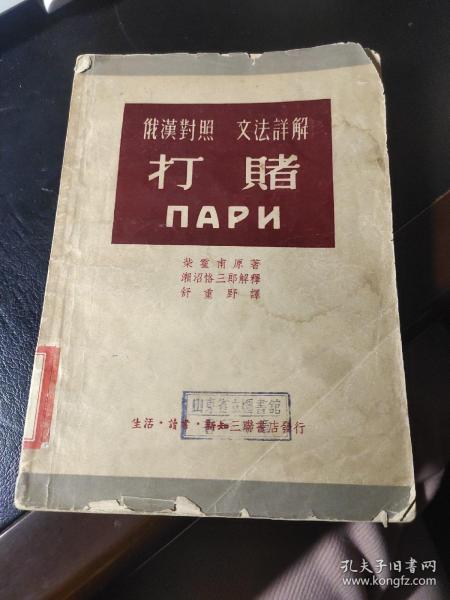 俄漢對照 文法詳解
打賭
ПАРИ
柴霍甫原著
瀨沼恪三郎解釋
舒重野譯
山東省立圖書館
生活·讀書·新知三聯書店發行
孔夫子旧书网
www.kongfz.com